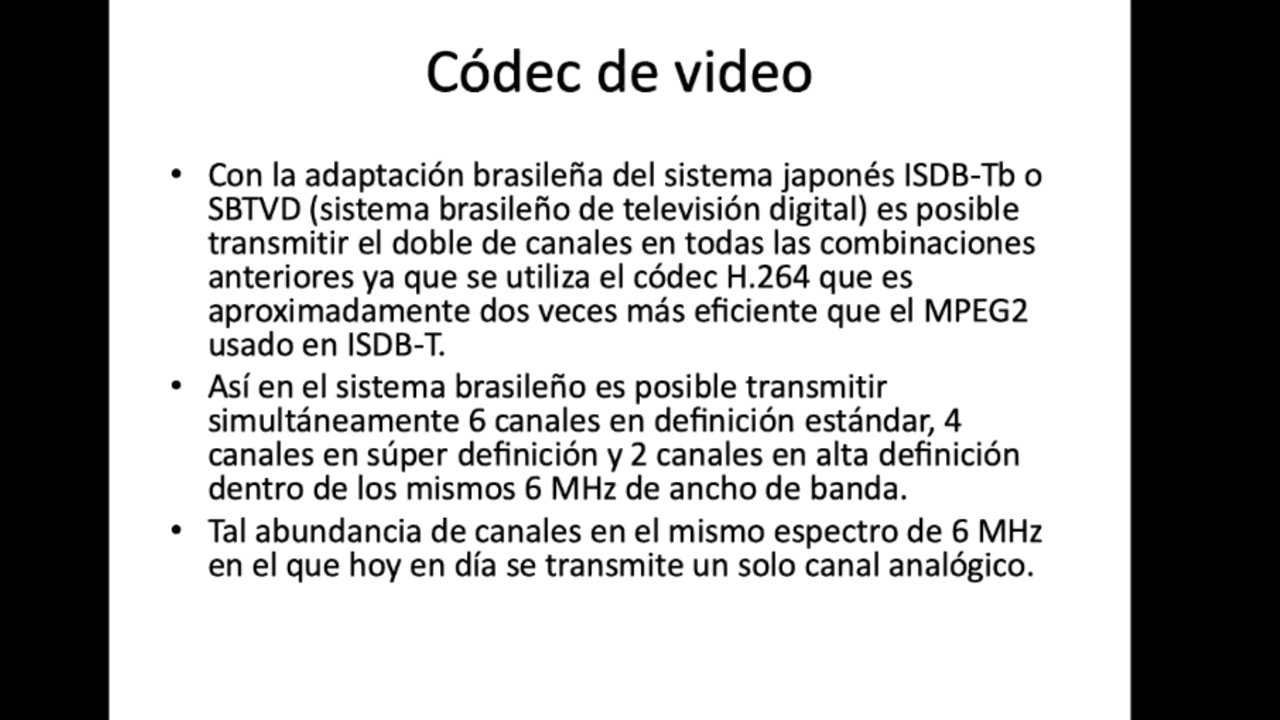 Códec de video
• Con la adaptación brasileña del sistema japonés ISDB-Tb o
SBTVD (sistema brasileño de televisión digital) es posible
transmitir el doble de canales en todas las combinaciones
anteriores ya que se utiliza el códec H.264 que es
aproximadamente dos veces más eficiente que el MPEG2
usado en ISDB-T.
• Así en el sistema brasileño es posible transmitir
simultáneamente 6 canales en definición estándar, 4
canales en súper definición y 2 canales en alta definición
dentro de los mismos 6 MHz de ancho de banda.
• Tal abundancia de canales en el mismo espectro de 6 MHz
en el que hoy en día se transmite un solo canal analógico.